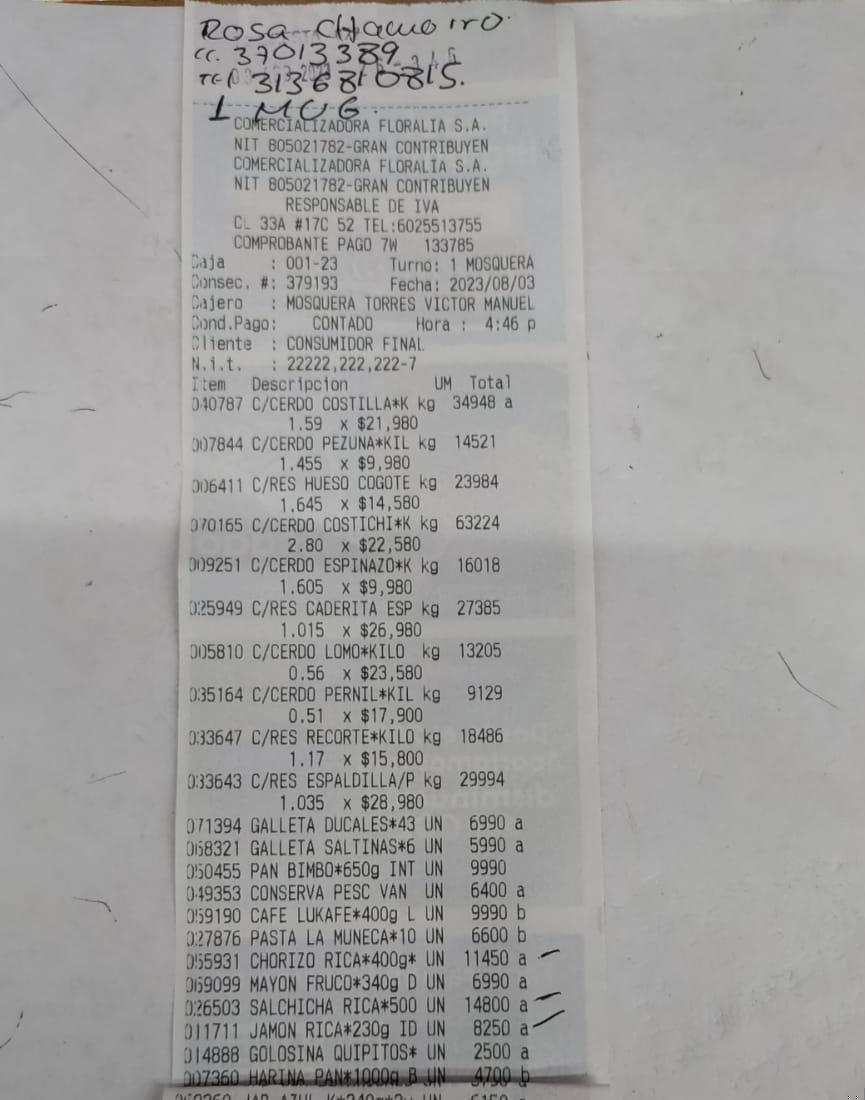 ROSA CHAMORRO
CC. 37013389
TEL 3136810815.
1 MUG.
COMERCIALIZADORA FLORALIA S.A.
NIT 805021782-GRAN CONTRIBUYEN
COMERCIALIZADORA FLORALIA S.A.
NIT 805021782-GRAN CONTRIBUYEN
RESPONSABLE DE IVA
CL 33A #17C 52 TEL:6025513755
COMPROBANTE PAGO 7W 133785
Caja : 001-23 Turno: 1 MOSQUERA
Consec. #: 379193 Fecha: 2023/08/03
Cajero : MOSQUERA TORRES VICTOR MANUEL
Cond.Pago: CONTADO Hora : 4:46 p
Cliente : CONSUMIDOR FINAL
N.i.t. : 22222,222,222-7
Item Descripcion UM Total
040787 C/CERDO COSTILLA*K kg 34948 a
1.59 x $21,980
007844 C/CERDO PEZUNA*KIL kg 14521
1.455 x $9,980
006411 C/RES HUESO COGOTE kg 23984
1.645 x $14,580
070165 C/CERDO COSTICHI*K kg 63224
2.80 x $22,580
009251 C/CERDO ESPINAZO*K kg 16018
1.605 x $9,980
025949 C/RES CADERITA ESP kg 27385
1.015 x $26,980
005810 C/CERDO LOMO*KILO kg 13205
0.56 x $23,580
035164 C/CERDO PERNIL*KIL kg 9129
0.51 x $17,900
033647 C/RES RECORTE*KILO kg 18486
1.17 x $15,800
033643 C/RES ESPALDILLA/P kg 29994
1.035 x $28,980
071394 GALLETA DUCALES*43 UN 6990 a
068321 GALLETA SALTINAS*6 UN 5990 a
050455 PAN BIMBO*650g INT UN 9990
049353 CONSERVA PESC VAN UN 6400 a
059190 CAFE LUKAFE*400g L UN 9990 b
027876 PASTA LA MUNECA*10 UN 6600 b
055931 CHORIZO RICA*400g* UN 11450 a
069099 MAYON FRUCO*340g D UN 6990 a
026503 SALCHICHA RICA*500 UN 14800 a
011711 JAMON RICA*230g ID UN 8250 a
014888 GOLOSINA QUIPITOS* UN 2500 a
007360 HARINA PAN*1000g B UN 4700 b